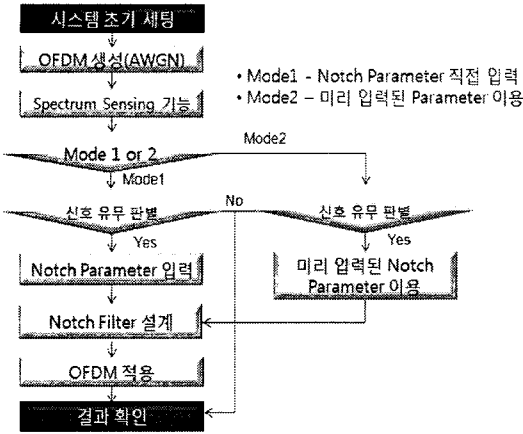 시스템 초기 세팅
OFDM 생성(AWGN)
• Mode1 - Notch Parameter 직접 입력
• Mode2 – 미리 입력된 Parameter 이용
Spectrum Sensing 기능
Mode 1 or 2
Mode2
Mode1
신호 유무 판별
No
신호 유무 판별
Yes
Yes
Notch Parameter 입력
미리 입력된 Notch
Parameter 이용
Notch Filter 설계
OFDM 적용
결과 확인